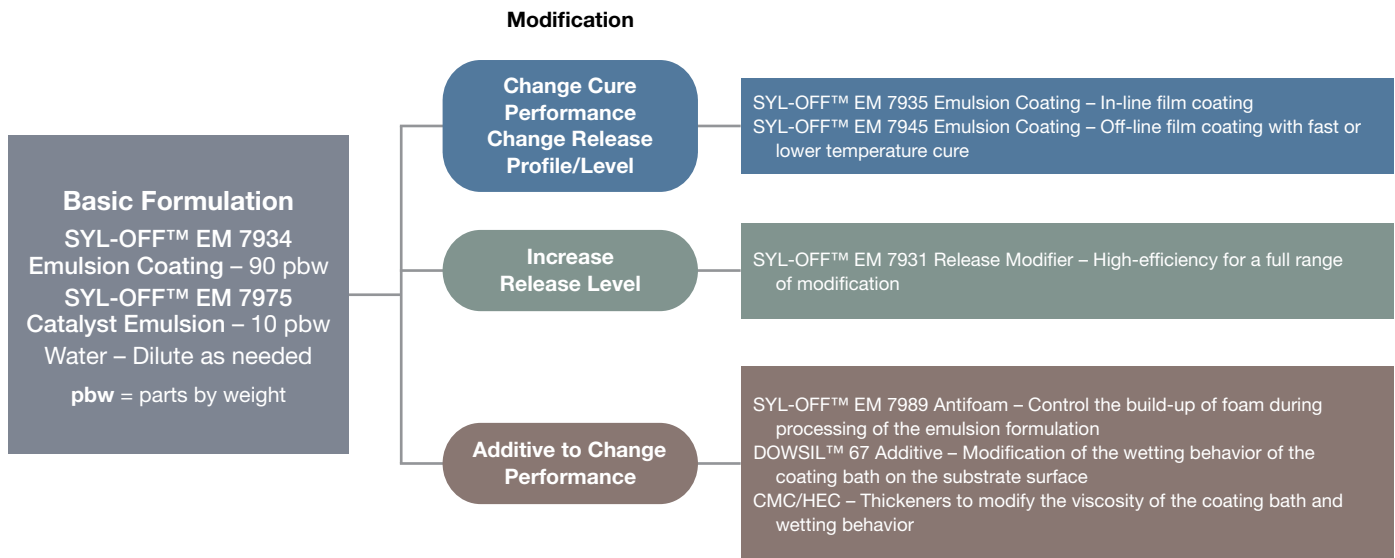 Modification
Basic Formulation
SYL-OFF™ EM 7934
Emulsion Coating – 90 pbw
SYL-OFF™ EM 7975
Catalyst Emulsion – 10 pbw
Water – Dilute as needed
pbw = parts by weight
Change Cure
Performance
Change Release
Profile/Level
SYL-OFF™ EM 7935 Emulsion Coating – In-line film coating
SYL-OFF™ EM 7945 Emulsion Coating – Off-line film coating with fast or
lower temperature cure
Increase
Release Level
SYL-OFF™ EM 7931 Release Modifier – High-efficiency for a full range
of modification
Additive to Change
Performance
SYL-OFF™ EM 7989 Antifoam – Control the build-up of foam during
processing of the emulsion formulation
DOWSIL™ 67 Additive – Modification of the wetting behavior of the
coating bath on the substrate surface
CMC/HEC – Thickeners to modify the viscosity of the coating bath and
wetting behavior